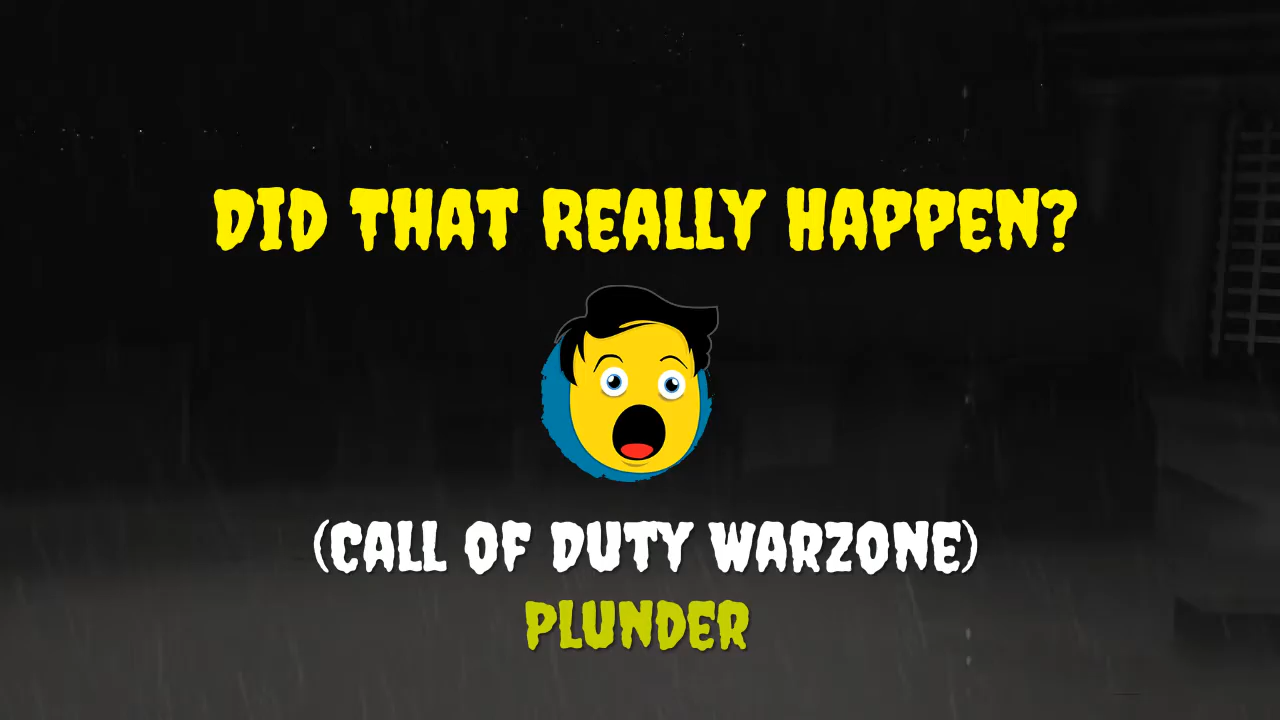 DID THAT REALLY HAPPEN?
(CALL OF DUTY WARZONE)
PLUNDER